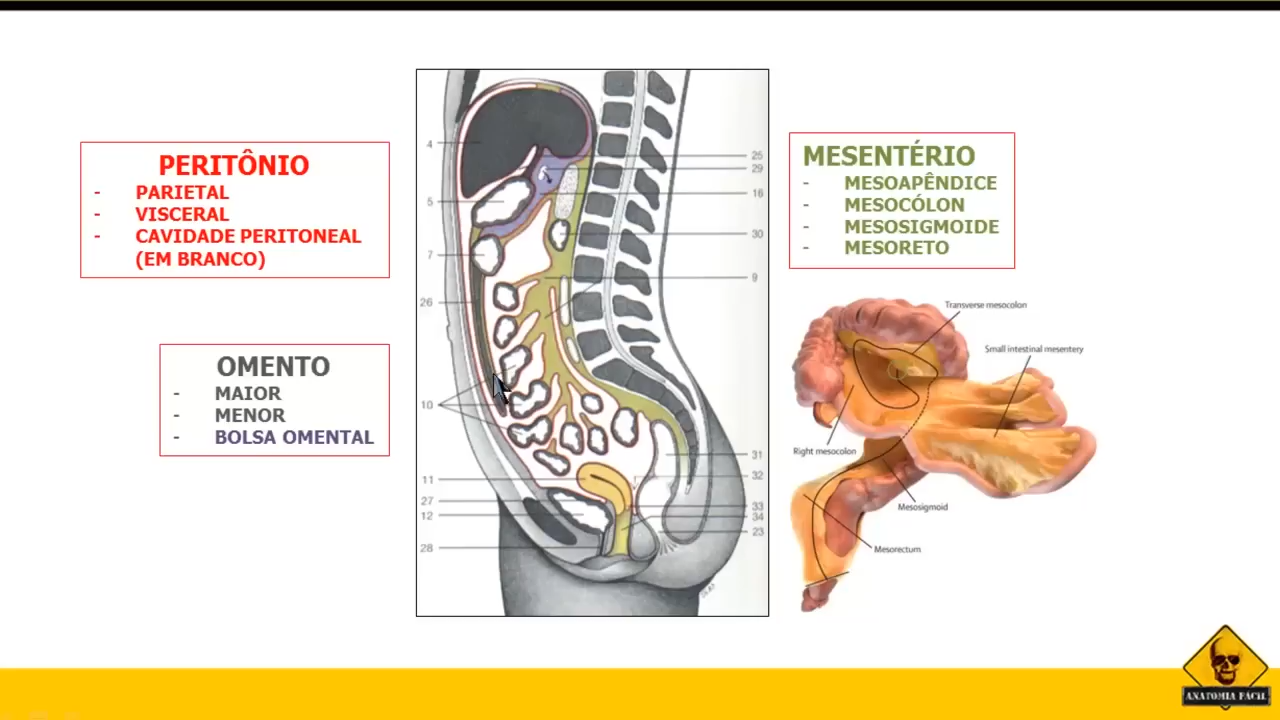 PERITÔNIO
- PARIETAL
- VISCERAL
- CAVIDADE PERITONEAL
(EM BRANCO)
OMENTO
- MAIOR
- MENOR
- BOLSA OMENTAL
4
5
7
26
10
11
27
12
28
25
29
16
30
9
31
32
33
34
23
MESENTÉRIO
- MESOAPÊNDICE
- MESOCÓLON
- MESOSIGMOIDE
- MESORETO
Transverse mesocolon
Small intestinal mesentery
Right mesocolon
Mesosigmoid
Mesorectum
ANATOMIA FÁCIL